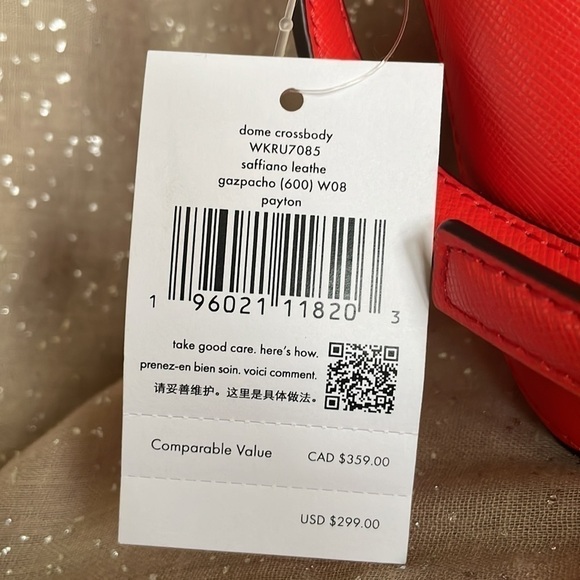 dome crossbody
WKRU7085
saffiano leathe
gazpacho (600) W08
payton
1 96021 11820 3
take good care. here's how.
prenez-en bien soin. voici comment.
请妥善维护。这里是具体做法。
Comparable Value CAD $359.00
USD $299.00